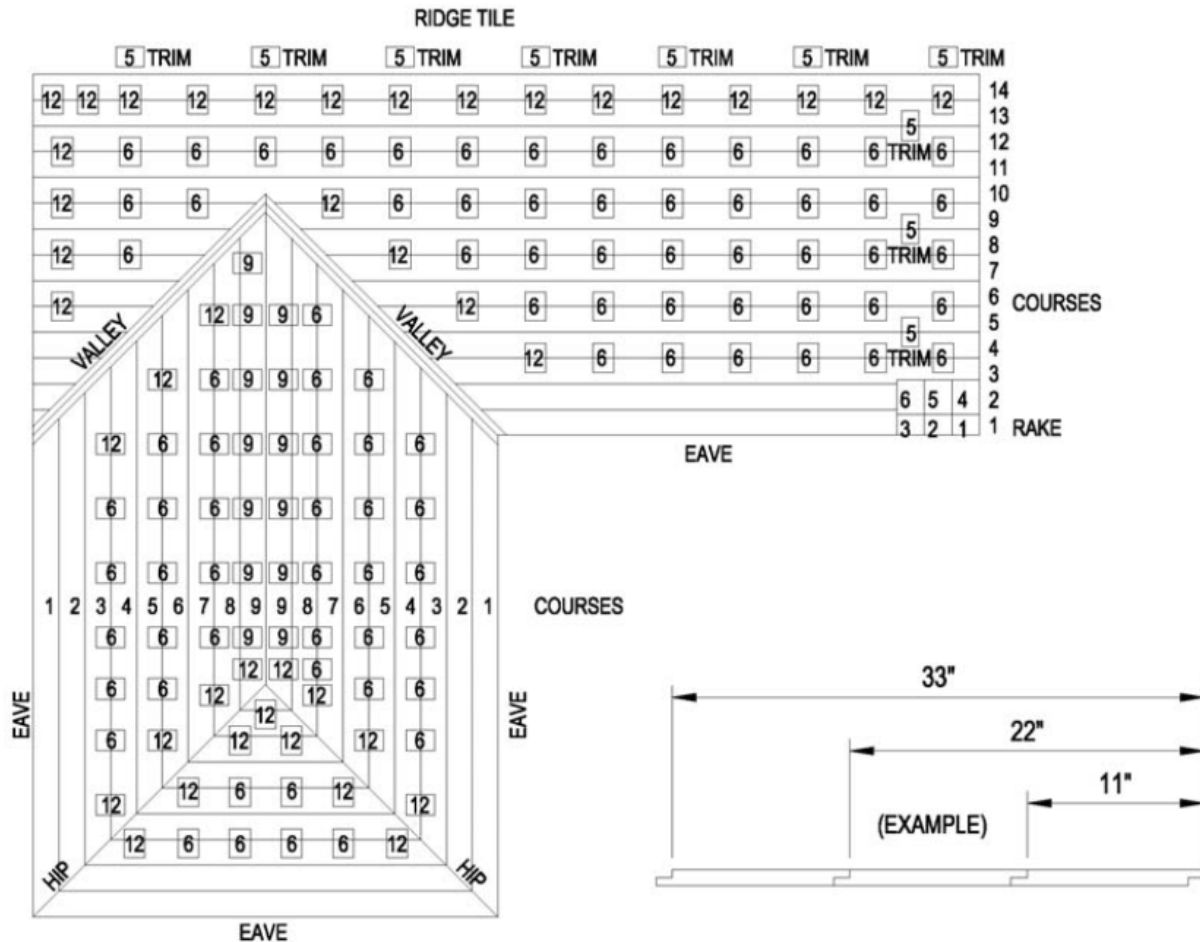 RIDGE TILE
5 TRIM 5 TRIM 5 TRIM 5 TRIM 5 TRIM 5 TRIM 5 TRIM
12 12 12 12 12 12 12 12 12 12 12 12 12 12 12 14
5 13
12 6 6 6 6 6 6 6 6 6 6 6 6 TRIM 6 12
11
12 6 6 12 6 6 6 6 6 6 6 6 6 10
5 9
12 6 12 6 6 6 6 6 6 6 TRIM 6 8
9 7
12 12 6 6 6 6 6 6 6 6 COURSES
12 9 9 6 5 5
VALLEY VALLEY
12 6 6 6 6 6 TRIM 6 4
12 6 9 9 6 6 3
6 5 4 2
3 2 1 1 RAKE
12 6 6 9 9 6 6 6
EAVE
6 6 6 9 9 6 6 6
6 6 6 9 9 6 6 6
1 2 3 4 5 6 7 8 9 9 8 7 6 5 4 3 2 1 COURSES
6 6 6 9 9 6 6 6
12 12 6
6 6 12 12 6 6
EAVE EAVE
12
6 12 12 12 12 6
12 6 6 12
12 12
12 6 6 6 6 12
HIP HIP
EAVE
33"
22"
11"
(EXAMPLE)